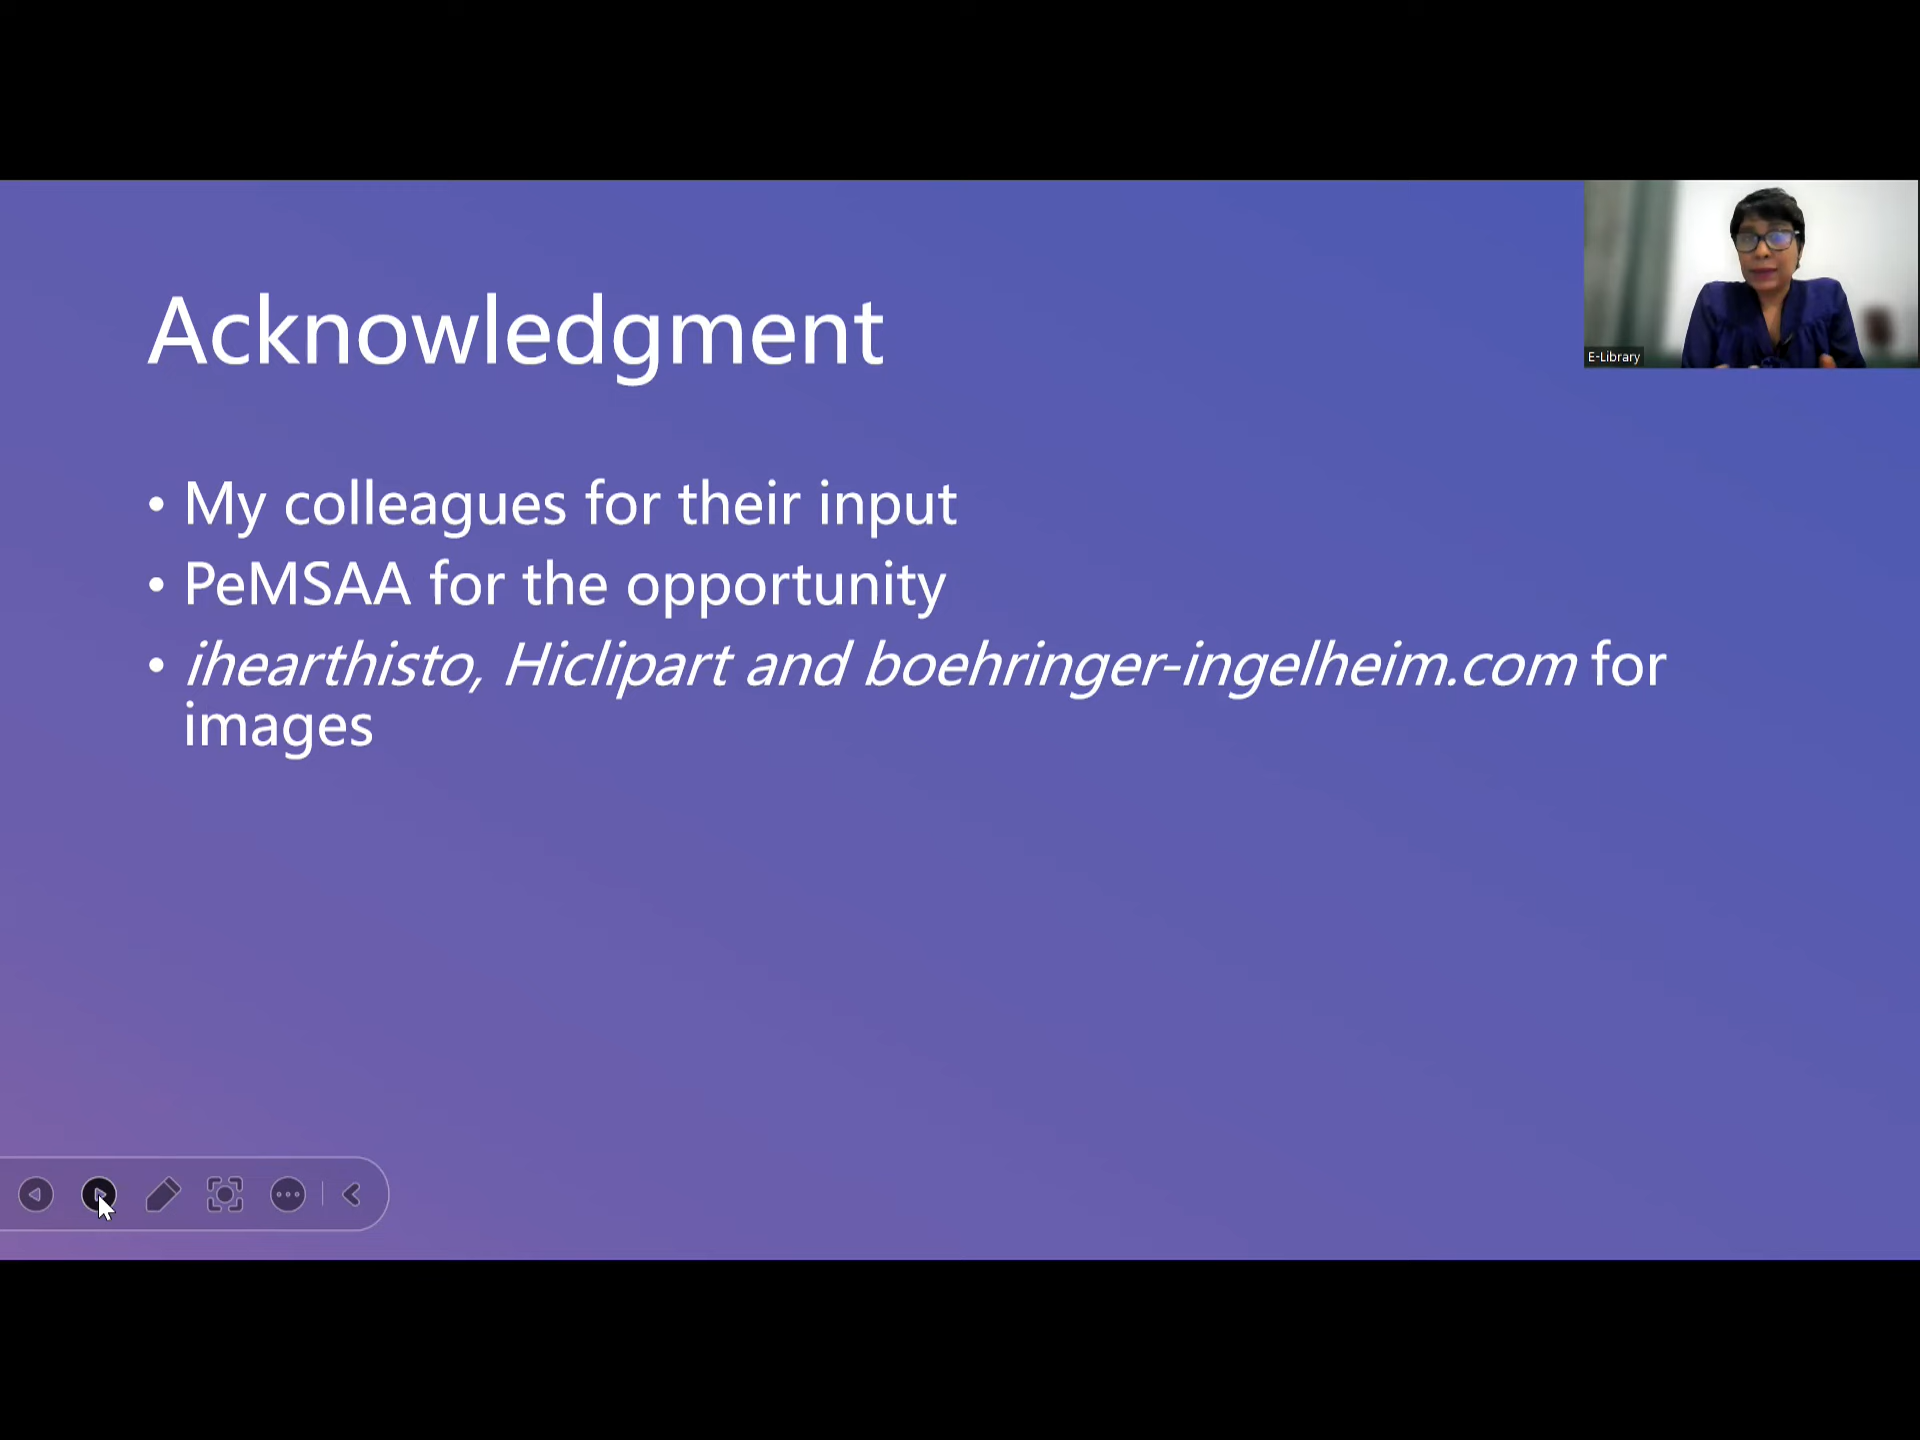 Acknowledgment
E-Library
• My colleagues for their input
• PeMSAA for the opportunity
• ihearthisto, Hiclipart and boehringer-ingelheim.com for
images